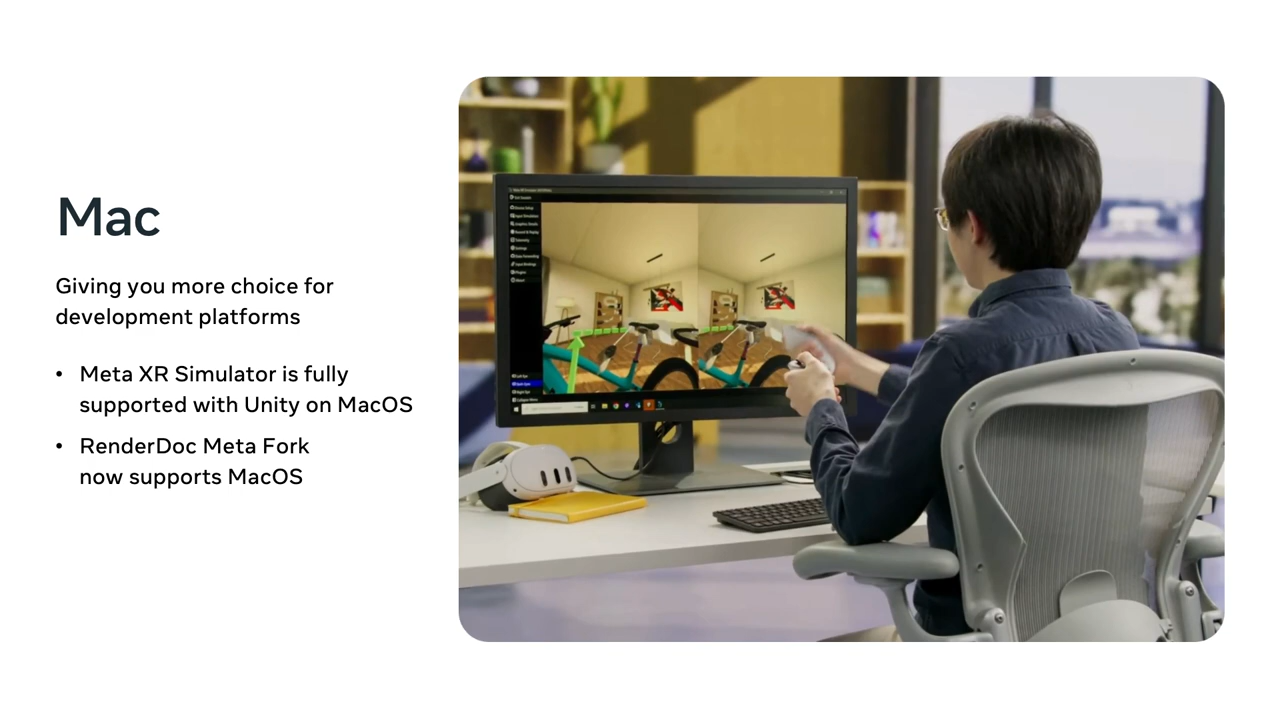 Mac
Giving you more choice for
development platforms
• Meta XR Simulator is fully
supported with Unity on MacOS
• RenderDoc Meta Fork
now supports MacOS